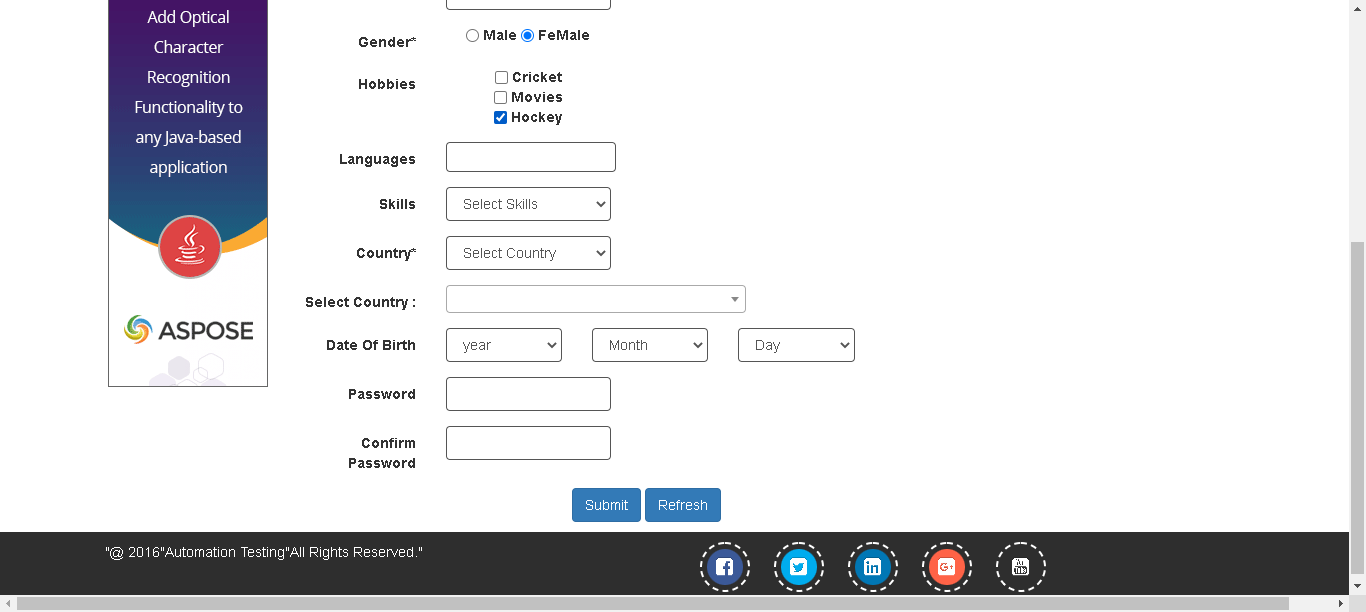 Add Optical
Character
Recognition
Functionality to
any Java-based
application
ASPOSE
Gender*
Male FeMale
Hobbies
Cricket
Movies
Hockey
Languages
Skills
Select Skills
Country*
Select Country
Select Country :
Date Of Birth
year
Month
Day
Password
Confirm
Password
Submit
Refresh
"@ 2016"Automation Testing"All Rights Reserved."